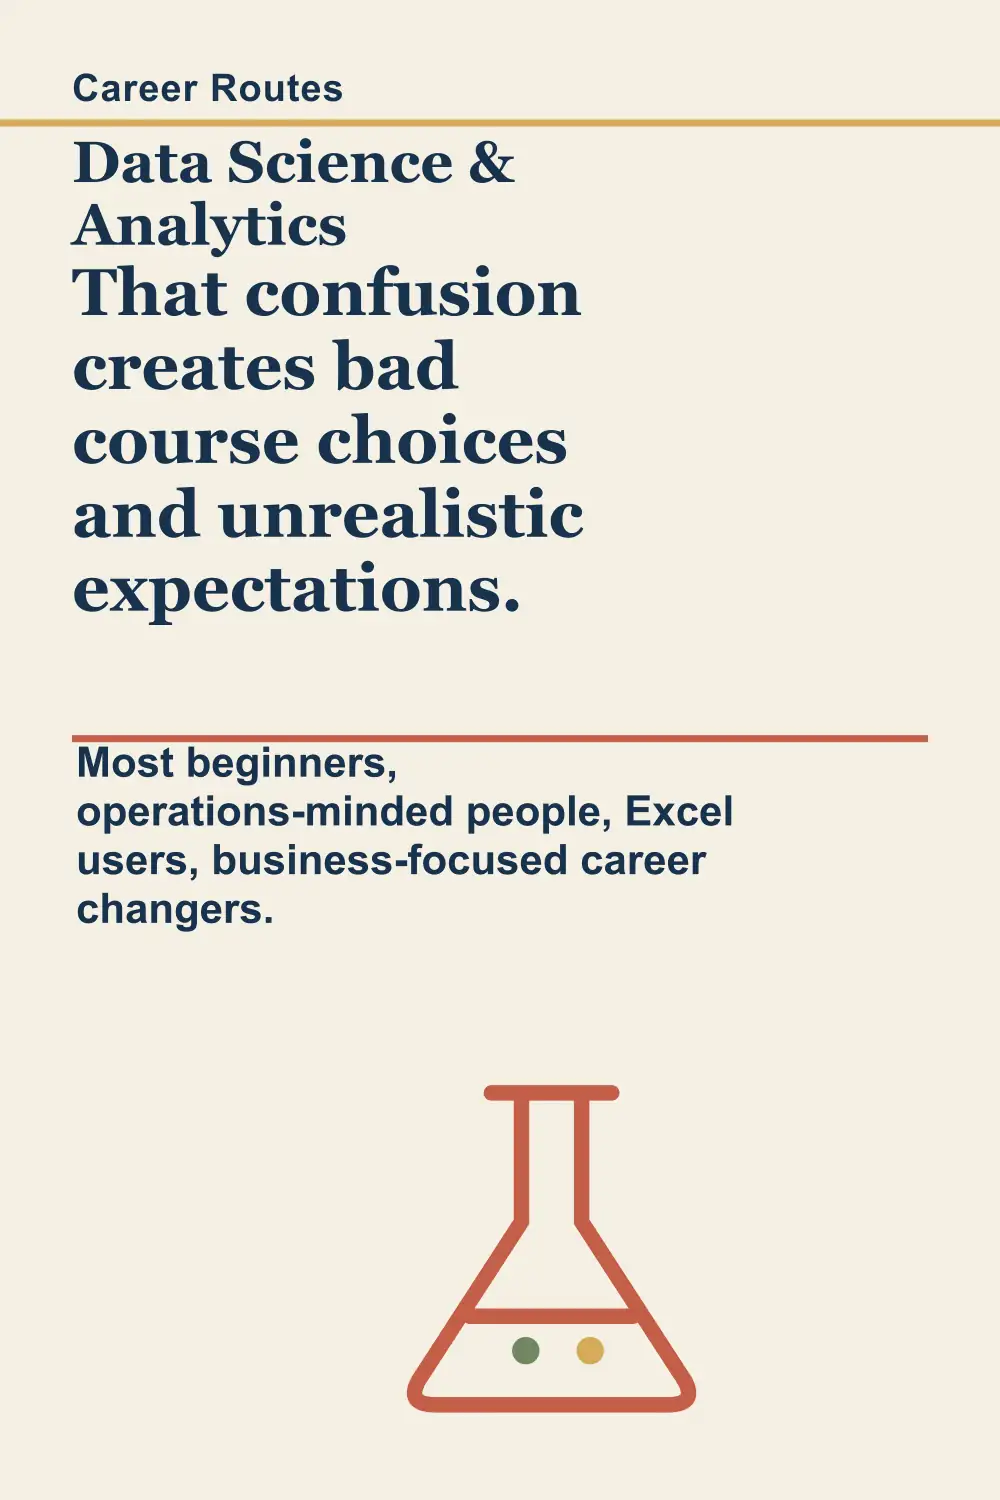 Career Routes
Data Science &
Analytics
That confusion
creates bad
course choices
and unrealistic
expectations.
Most beginners,
operations-minded people, Excel
users, business-focused career
changers.